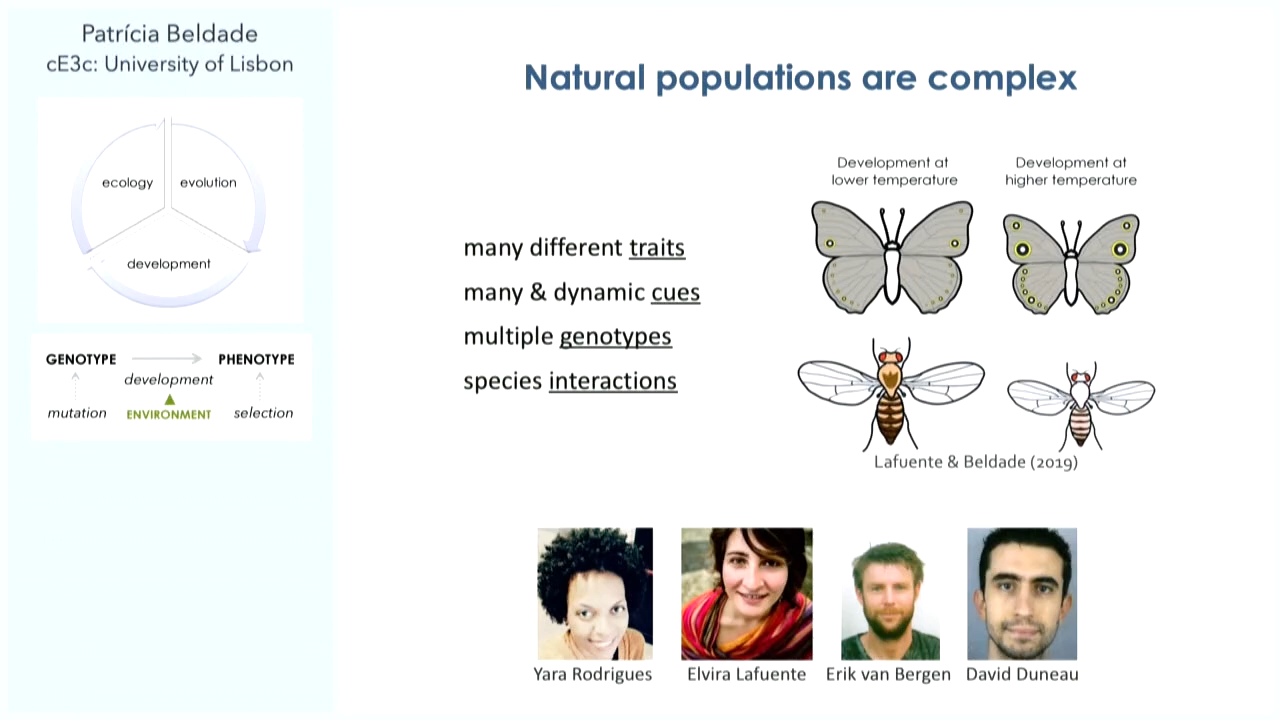 Patrícia Beldade
cE3c: University of Lisbon
ecology
evolution
development
GENOTYPE
PHENOTYPE
development
mutation
ENVIRONMENT
selection
Natural populations are complex
many different traits
many & dynamic cues
multiple genotypes
species interactions
Development at
lower temperature
Development at
higher temperature
Lafuente & Beldade (2019)
Yara Rodrigues
Elvira Lafuente
Erik van Bergen
David Duneau